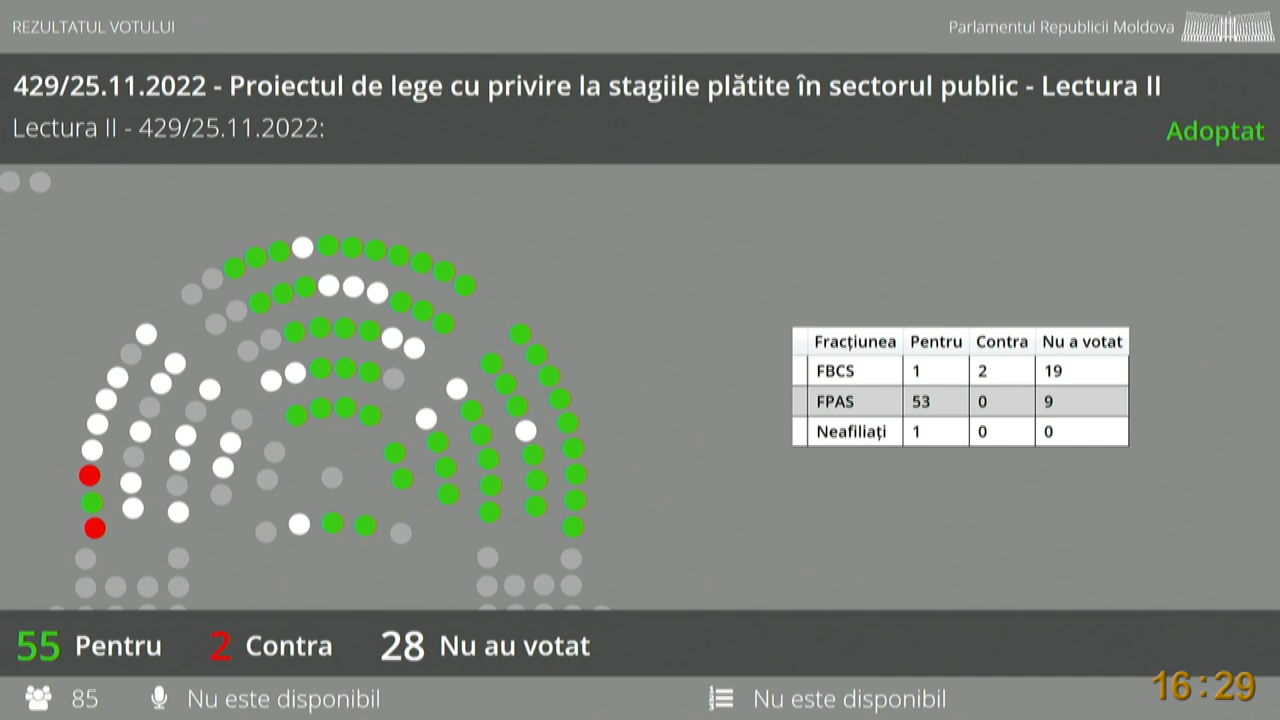 REZULTATUL VOTULUI
Parlamentul Republicii Moldova
429/25.11.2022 - Proiectul de lege cu privire la stagiile plătite în sectorul public - Lectura II
Lectura II - 429/25.11.2022:
Adoptat
Fracțiunea Pentru Contra Nu a votat
FBCS 1 2 19
FPAS 53 0 9
Neafiliați 1 0 0
55 Pentru 2 Contra 28 Nu au votat
85 Nu este disponibil Nu este disponibil
16:29